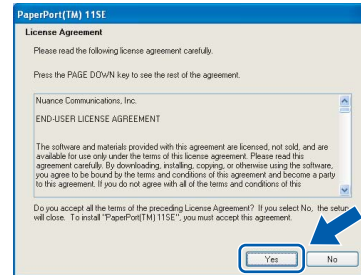 PaperPort(TM) 11SE
License Agreement
Please read the following license agreement carefully.
Press the PAGE DOWN key to see the rest of the agreement.
Nuance Communications, Inc.
END-USER LICENSE AGREEMENT
The software and materials provided with this agreement are licensed, not sold, and are
available for use only under the terms of this license agreement. Please read this
agreement carefully. By downloading, installing, copying, or otherwise using the software,
you agree to be bound by the terms and conditions of this agreement and become a party
to this agreement. If you do not agree with all of the terms and conditions of this
Do you accept all the terms of the preceding License Agreement? If you select No, the setup
will close. To install "PaperPort(TM) 11SE", you must accept this agreement.
Yes
No